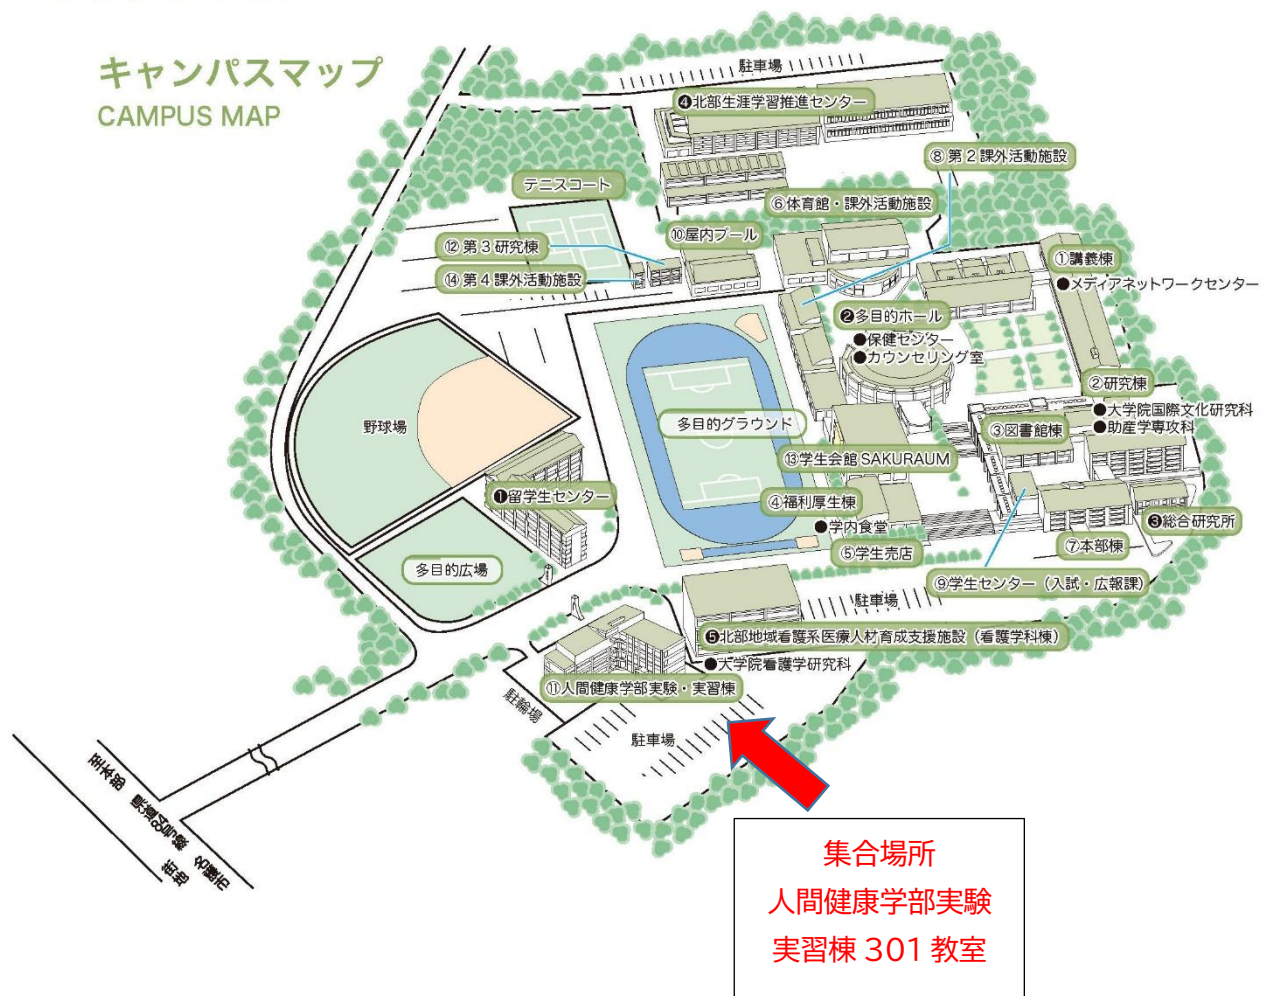 キャンパスマップ
CAMPUS MAP
駐車場
❹北部生涯学習推進センター
⑧第2課外活動施設
テニスコート
⑥体育館・課外活動施設
⑫第3研究棟
⑩屋内プール
①講義棟
⑭第4課外活動施設
●メディアネットワークセンター
❷多目的ホール
●保健センター
●カウンセリング室
②研究棟
●大学院国際文化研究科
●助産学専攻科
野球場
多目的グラウンド
③図書館棟
⑬学生会館 SAKURAUM
❶留学生センター
④福利厚生棟
●学内食堂
❸総合研究所
⑤学生売店
⑦本部棟
多目的広場
⑨学生センター（入試・広報課）
駐車場
❺北部地域看護系医療人材育成支援施設（看護学科棟）
●大学院看護学研究科
⑪人間健康学部実験・実習棟
駐輪場
駐車場
至本部 県道84号線 名護市
街地
集合場所
人間健康学部実験
実習棟 301 教室